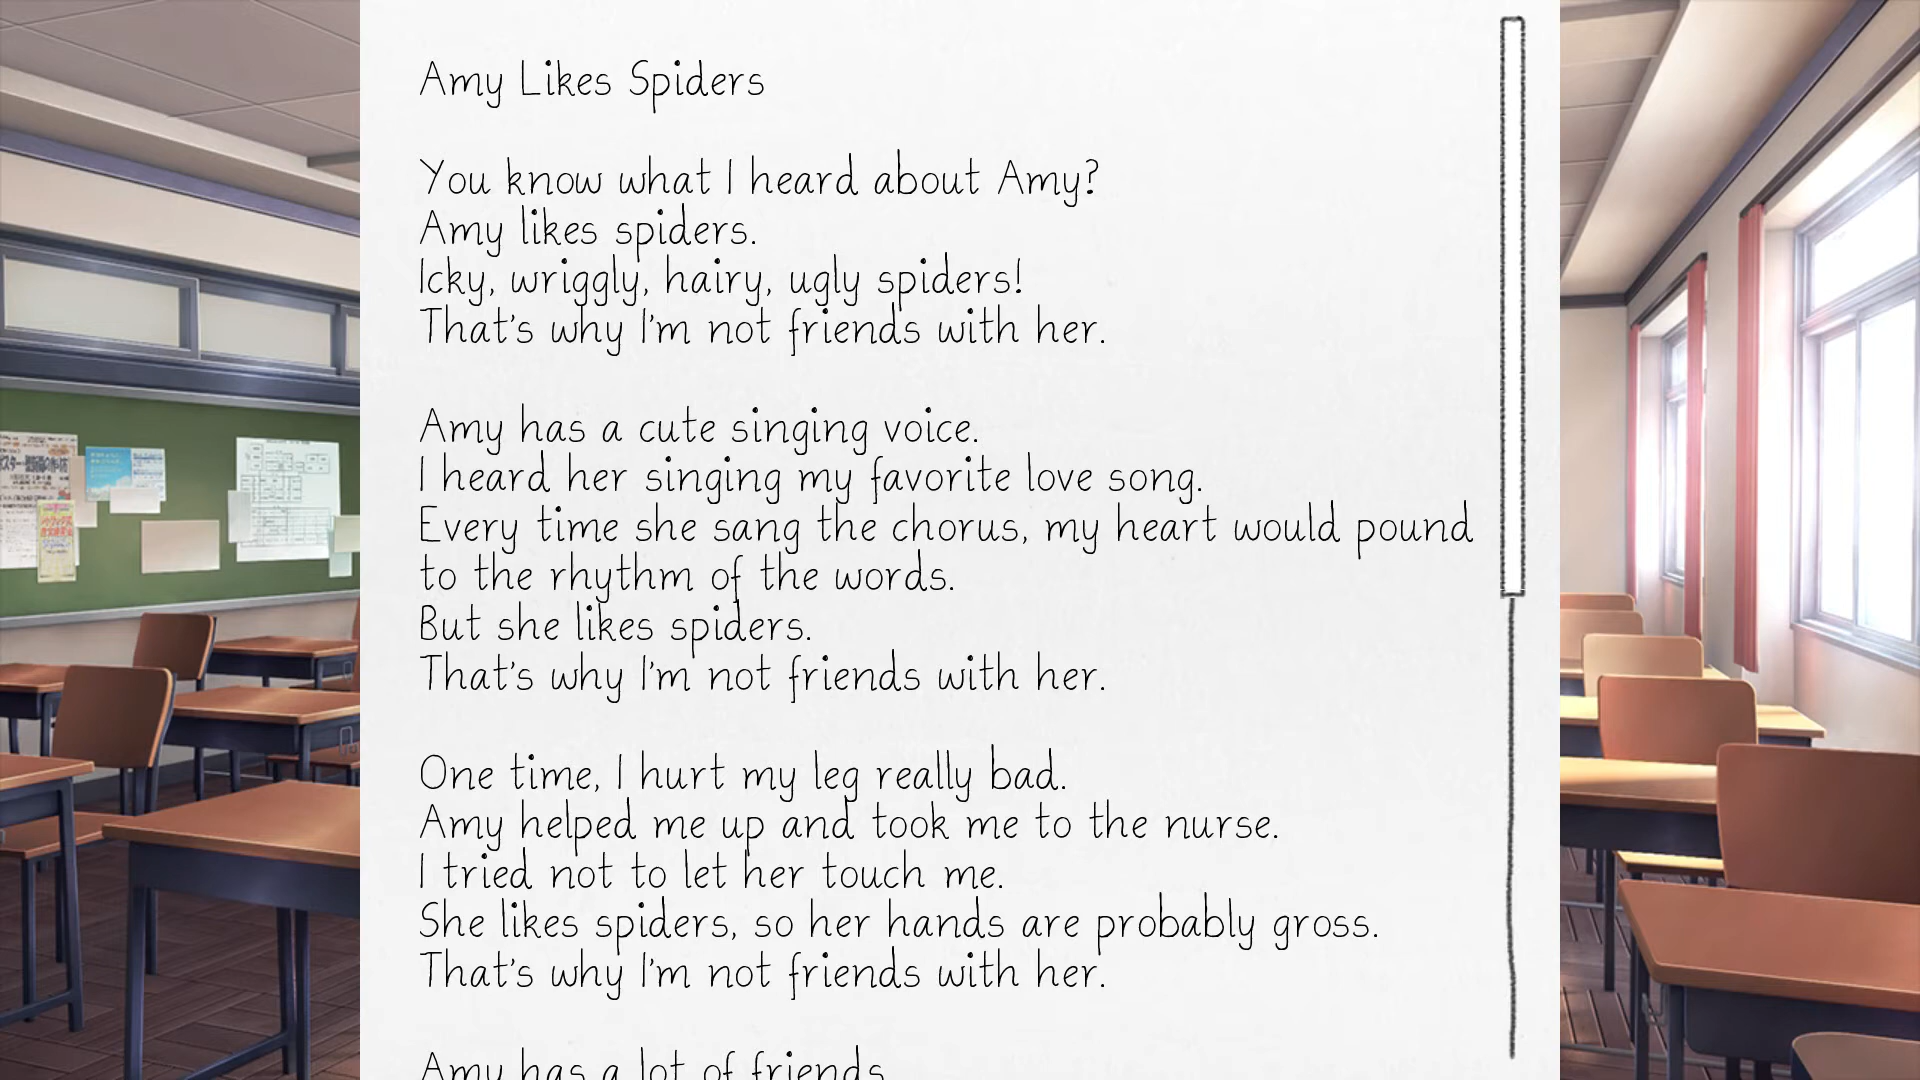 Amy Likes Spiders
You know what I heard about Amy?
Amy likes spiders.
Icky, wriggly, hairy, ugly spiders!
That's why I'm not friends with her.
Amy has a cute singing voice.
I heard her singing my favorite love song.
Every time she sang the chorus, my heart would pound
to the rhythm of the words.
But she likes spiders.
That's why I'm not friends with her.
One time, I hurt my leg really bad.
Amy helped me up and took me to the nurse.
I tried not to let her touch me.
She likes spiders, so her hands are probably gross.
That's why I'm not friends with her.
Amy has a lot of friends